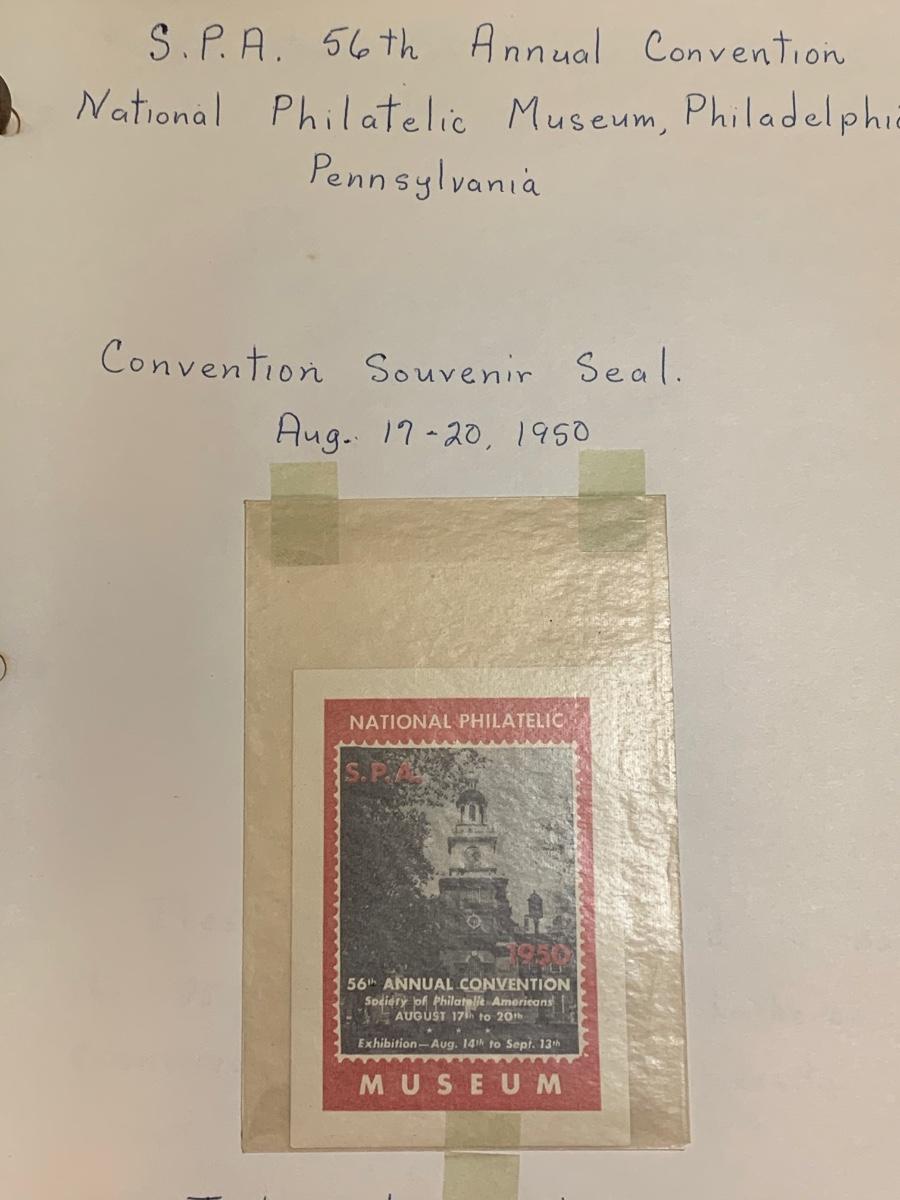 S.P.A. 56th Annual Convention
National Philatelic Museum, Philadelphia
Pennsylvania
Convention Souvenir Seal.
Aug. 17-20, 1950
NATIONAL PHILATELIC
S.P.A.
1950
56th ANNUAL CONVENTION
Society of Philatelic Americans
AUGUST 17th to 20th
* * *
Exhibition—Aug. 14th to Sept. 13th
MUSEUM